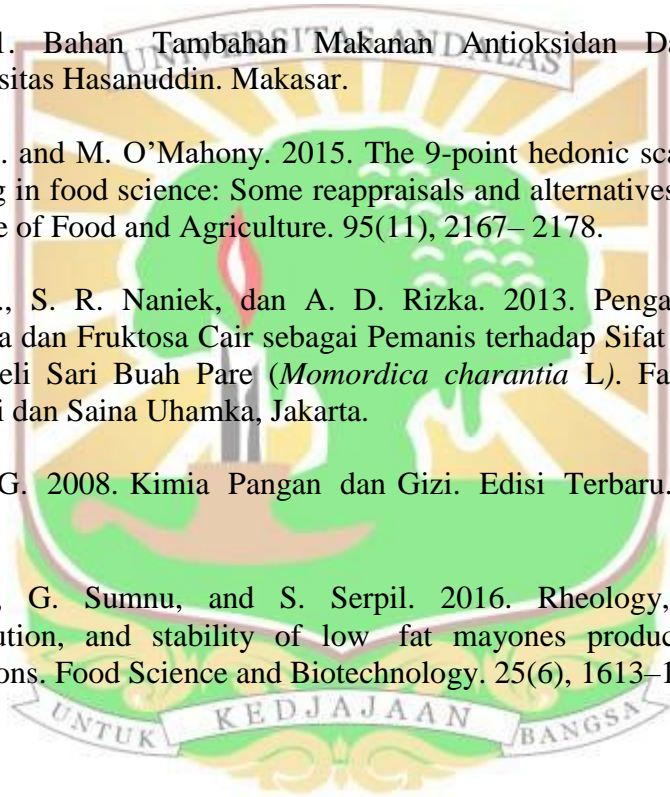 1. Bahan Tambahan Makanan Antioksidan Da
UNIVERSITAS ANDALAS
sitas Hasanuddin. Makasar.
. and M. O’Mahony. 2015. The 9-point hedonic sca
g in food science: Some reappraisals and alternatives
e of Food and Agriculture. 95(11), 2167– 2178.
., S. R. Naniek, dan A. D. Rizka. 2013. Penga
a dan Fruktosa Cair sebagai Pemanis terhadap Sifat
eli Sari Buah Pare (Momordica charantia L). Fa
i dan Saina Uhamka, Jakarta.
G. 2008. Kimia Pangan dan Gizi. Edisi Terbaru.
, G. Sumnu, and S. Serpil. 2016. Rheology,
ution, and stability of low fat mayones produc
ons. Food Science and Biotechnology. 25(6), 1613–1
UNTUK KEDJAJAAN BANGSA